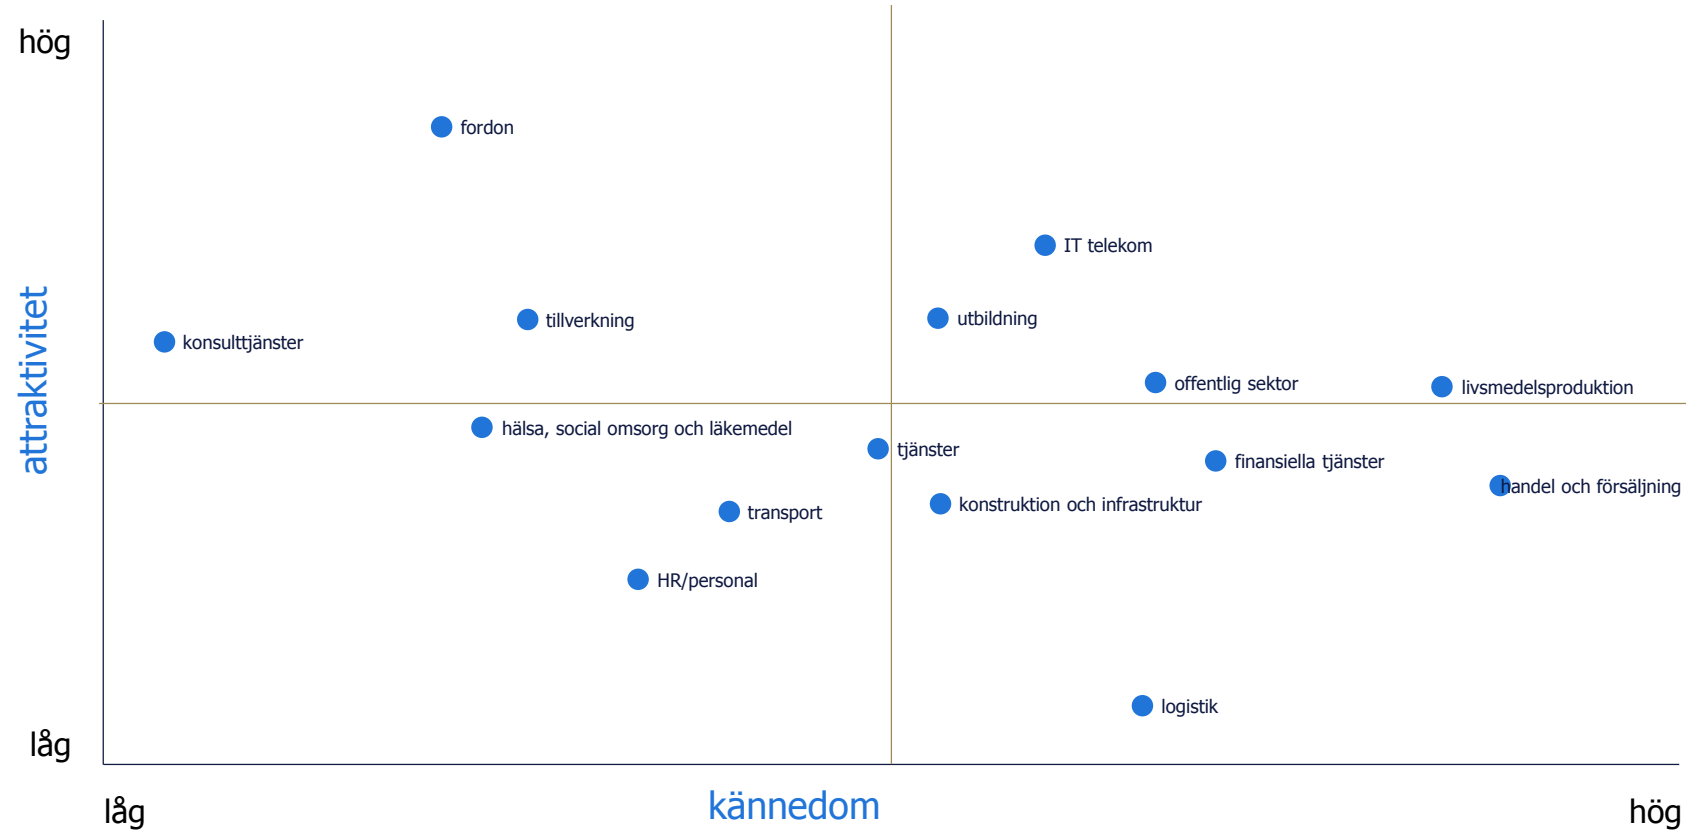 hög
fordon
IT telekom
utbildning
tillverkning
konsulttjänster
attraktivitet
offentlig sektor
livsmedelsproduktion
hälsa, social omsorg och läkemedel
tjänster
finansiella tjänster
handel och försäljning
konstruktion och infrastruktur
transport
HR/personal
logistik
låg
låg
kännedom
hög